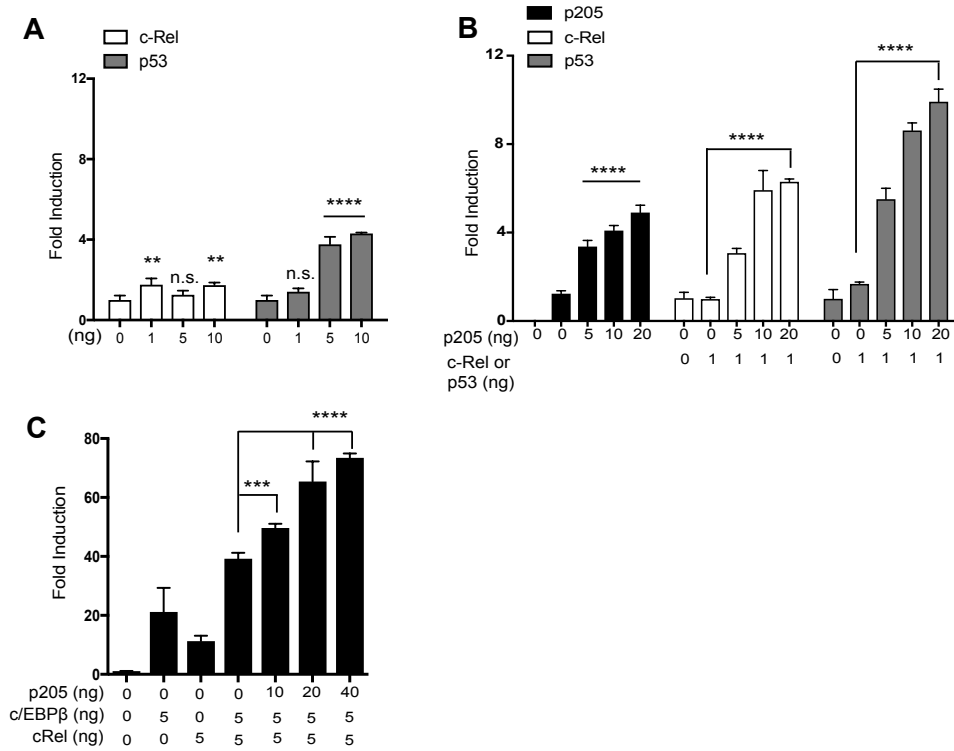 A
c-Rel
p53
12
8
4
0
Fold Induction
** n.s. ** n.s. ****
(ng) 0 1 5 10 0 1 5 10
B
p205
c-Rel
p53
12
8
4
0
Fold Induction
**** **** ****
p205 (ng) 0 0 5 10 20 0 0 5 10 20 0 0 5 10 20
c-Rel or 0 1 1 1 1 0 1 1 1 1
p53 (ng)
C
80
60
40
20
0
Fold Induction
****
***
p205 (ng) 0 0 0 0 10 20 40
c/EBPβ (ng) 0 5 0 5 5 5 5
cRel (ng) 0 0 5 5 5 5 5